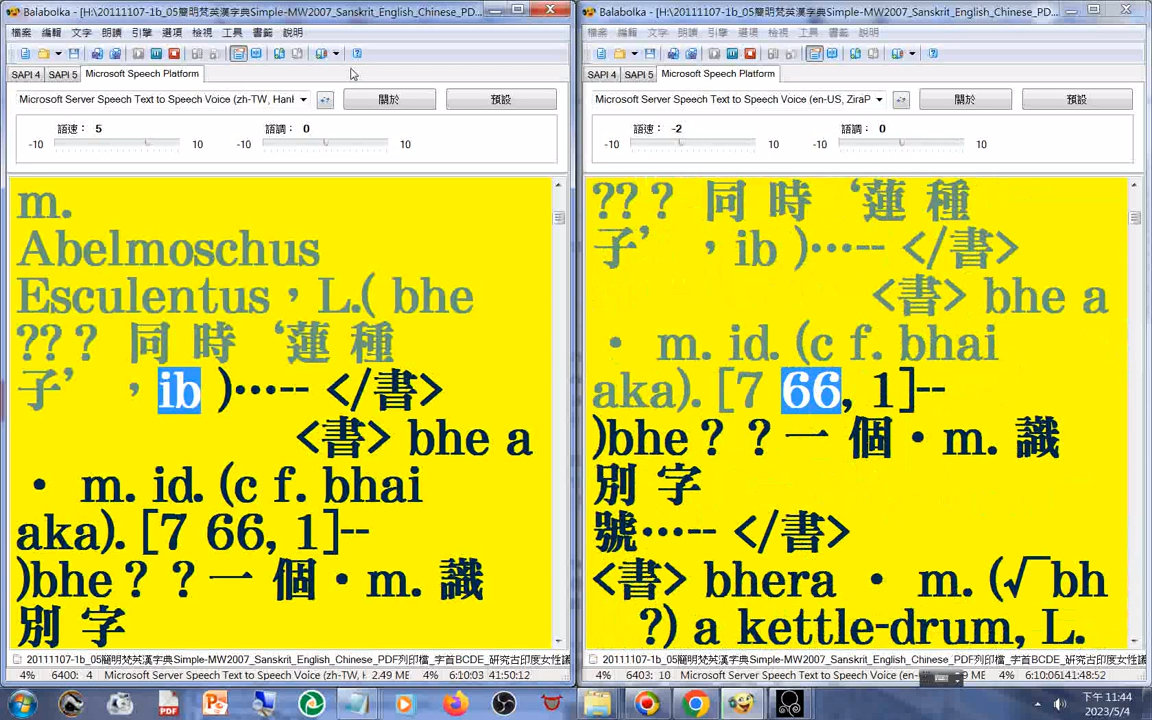 Balabolka - [H:\20111107-1b_05簡明梵英漢字典Simple-MW2007_Sanskrit_English_Chinese_PD...
檔案 編輯 文字 朗讀 引擎 選項 檢視 工具 書籤 說明
SAPI 4 SAPI 5 Microsoft Speech Platform
Microsoft Server Speech Text to Speech Voice (zh-TW, Hanl
關於 預設
語速： 5 語調： 0
-10 10 -10 10
m.
Abelmoschus
Esculentus，L.( bhe
??？ 同 時 ‘蓮 種
子’ ，ib )…-- </書>
<書> bhe a
· m. id. (c f. bhai
aka). [7 66, 1]--
)bhe？？一 個·m. 識
別 字
20111107-1b_05簡明梵英漢字典Simple-MW2007_Sanskrit_English_Chinese_PDF列印檔_字首BCDE_研究古印度女性議
4% 6400: 4 Microsoft Server Speech Text to Speech Voice (zh-TW, H 2.49 ME 4% 6:10:03 41:50:12
Balabolka - [H:\20111107-1b_05簡明梵英漢字典Simple-MW2007_Sanskrit_English_Chinese_PD...
檔案 編輯 文字 朗讀 引擎 選項 檢視 工具 書籤 說明
SAPI 4 SAPI 5 Microsoft Speech Platform
Microsoft Server Speech Text to Speech Voice (en-US, ZiraP
關於 預設
語速： -2 語調： 0
-10 10 -10 10
??？ 同 時 ‘蓮 種
子’ ，ib )…-- </書>
<書> bhe a
· m. id. (c f. bhai
aka). [7 66, 1]--
)bhe？？一 個·m. 識
別 字
號…-- </書>
<書> bhera · m. (√bh
?) a kettle-drum, L.
20111107-1b_05簡明梵英漢字典Simple-MW2007_Sanskrit_English_Chinese_PDF列印檔_字首BCDE_研究古印度女性議
4% 6403: 10 Microsoft Server Speech Text to Speech Voice (en-US 9 ME 4% 6:10:06 41:48:52
PDF
下午 11:44
2023/5/4